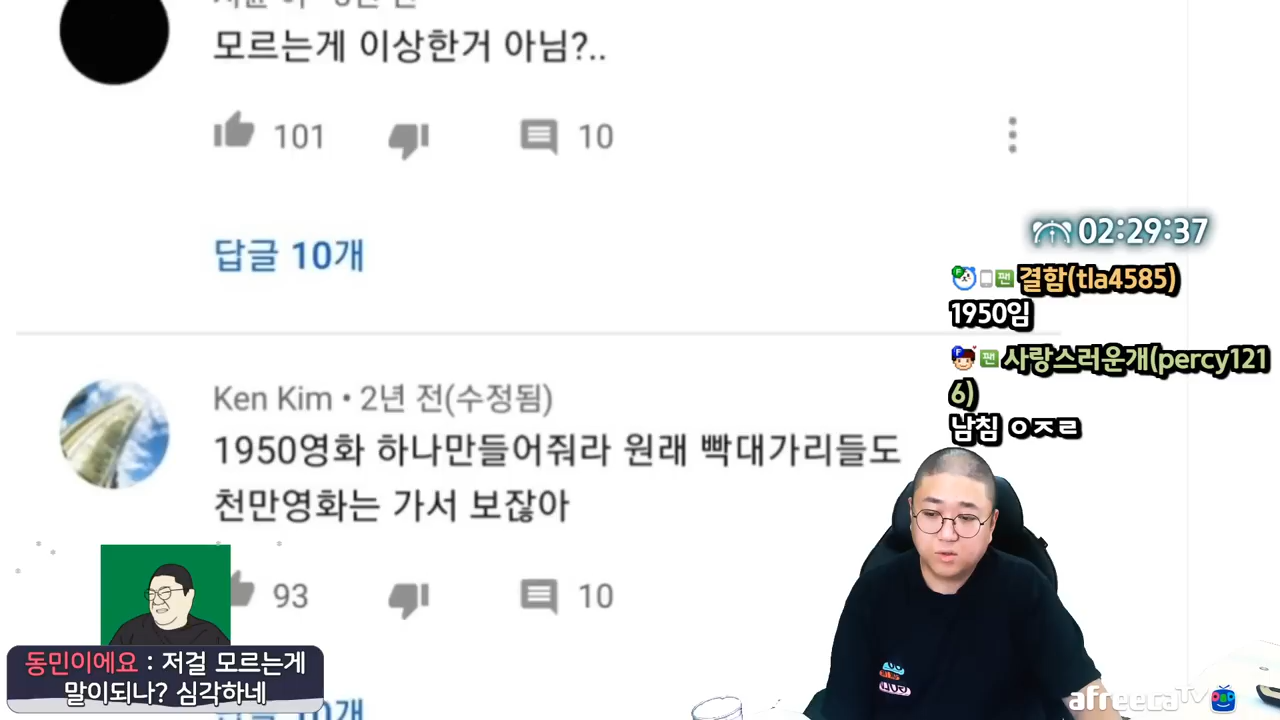 모르는게 이상한거 아님?..
101
10
답글 10개
02:29:37
결함(tla4585)
1950임
사랑스러운개(percy121
6)
남침 ㅇㅈㄹ
Ken Kim • 2년 전(수정됨)
1950영화 하나만들어줘라 원래 빡대가리들도
천만영화는 가서 보잖아
93
10
동민이에요 : 저걸 모르는게
말이되나? 심각하네
afreecaTV